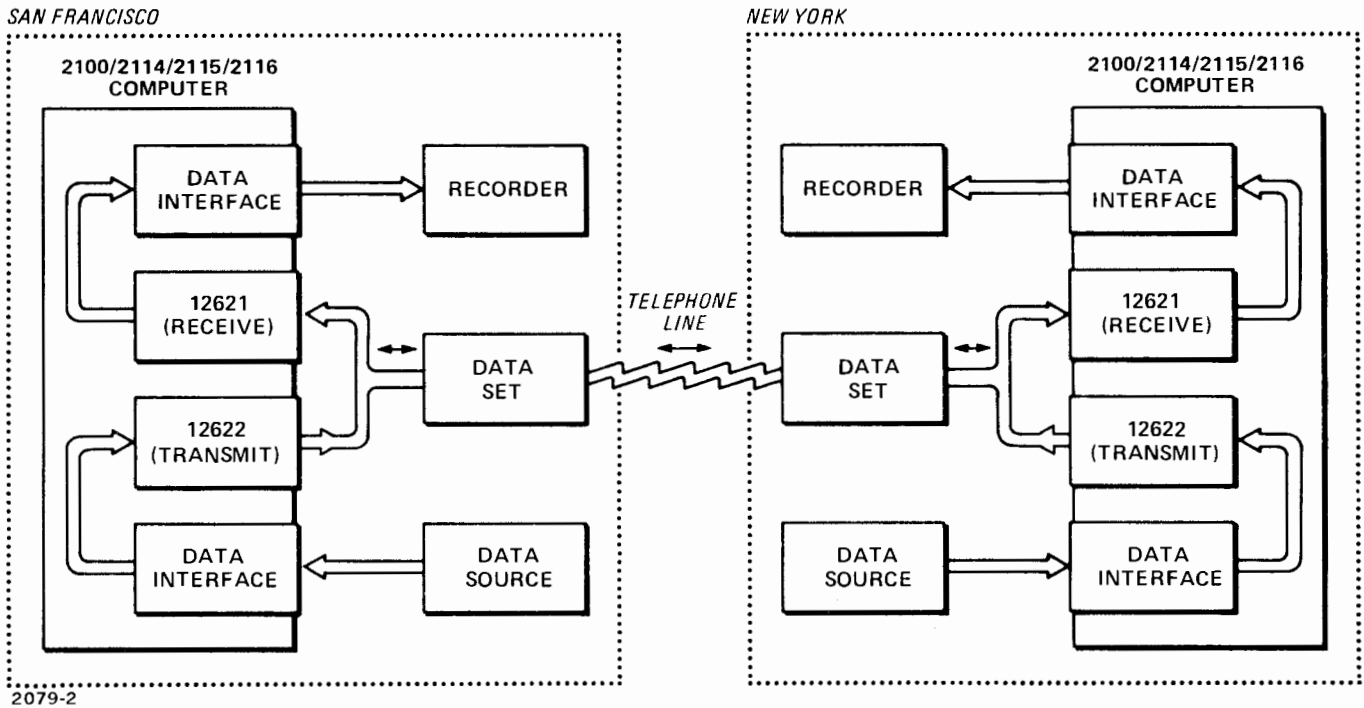 SAN FRANCISCO
2100/2114/2115/2116
COMPUTER
DATA
INTERFACE
RECORDER
12621
(RECEIVE)
DATA
SET
12622
(TRANSMIT)
DATA
INTERFACE
DATA
SOURCE
TELEPHONE
LINE
NEW YORK
2100/2114/2115/2116
COMPUTER
RECORDER
DATA
INTERFACE
12621
(RECEIVE)
DATA
SET
12622
(TRANSMIT)
DATA
SOURCE
DATA
INTERFACE
2079-2